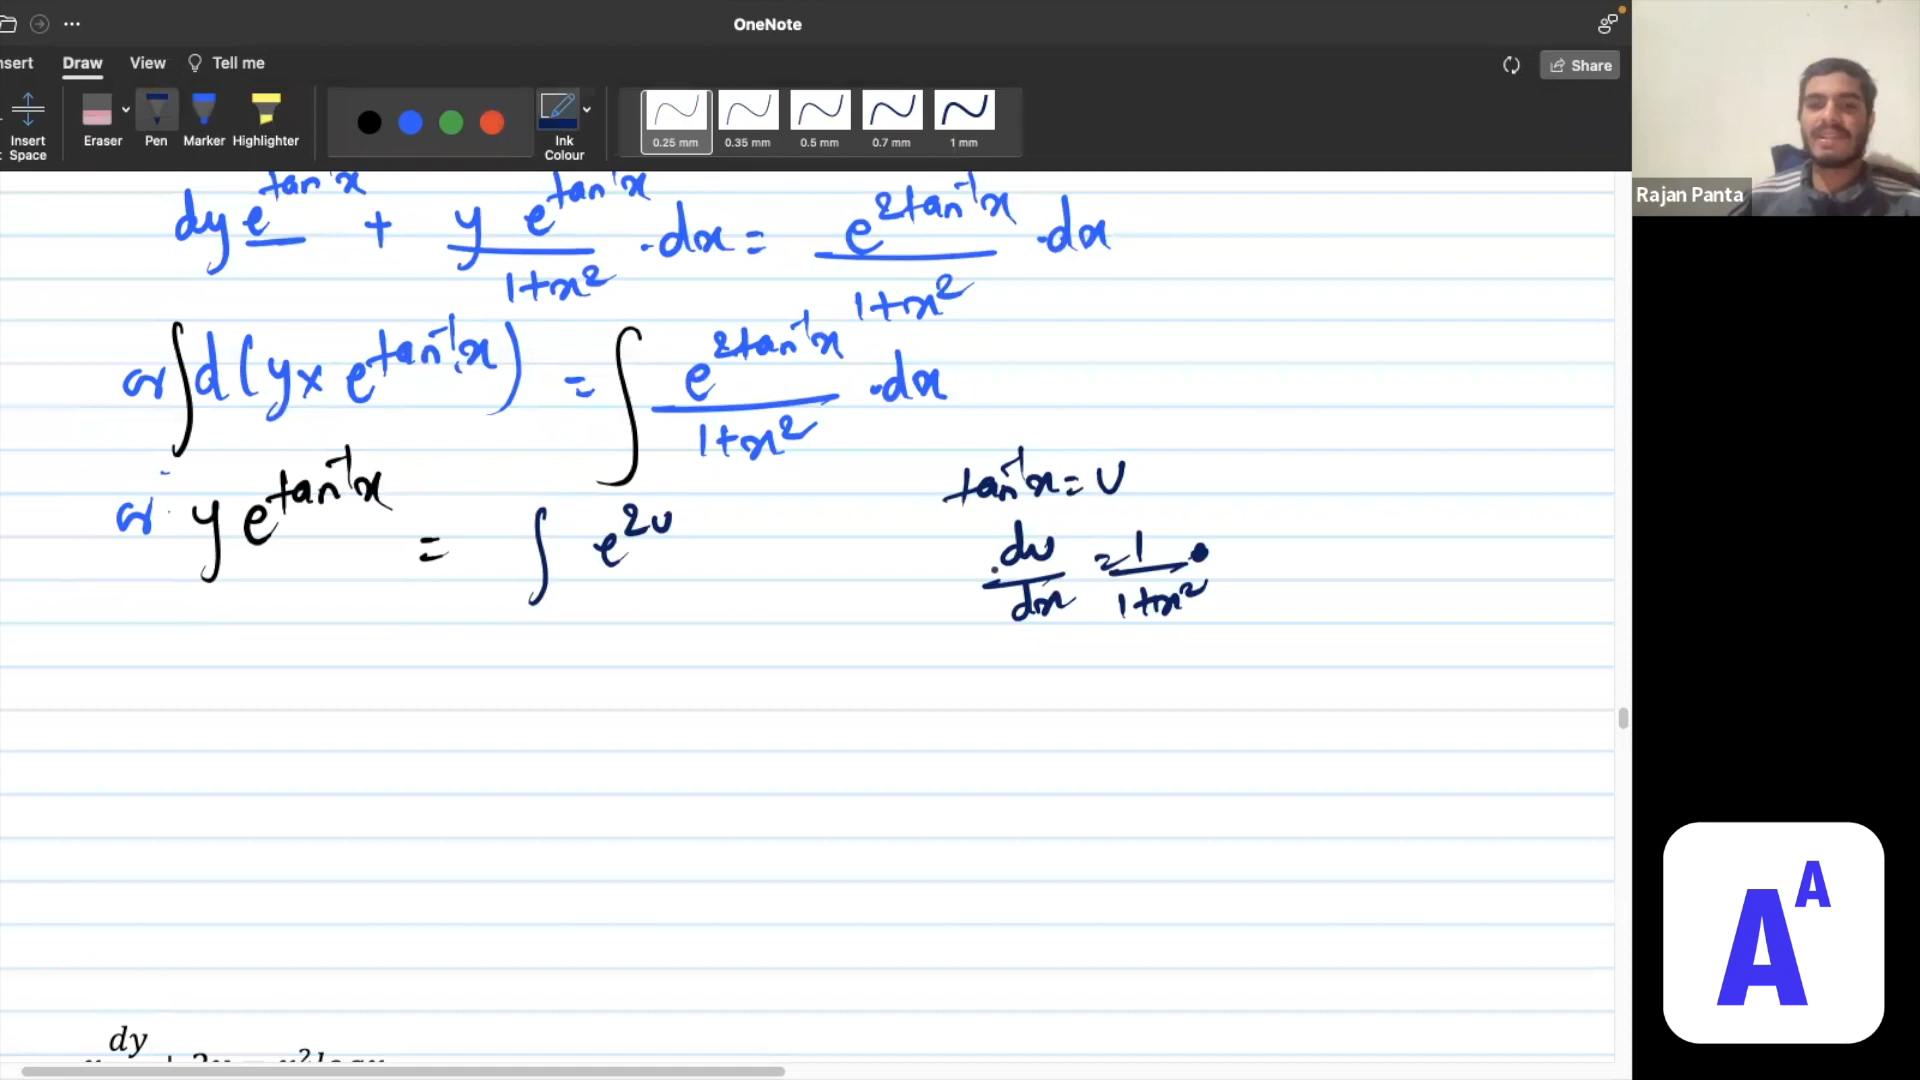 OneNote
nsert Draw View Tell me Share
Insert Space Eraser Pen Marker Highlighter Ink Colour 0.25 mm 0.35 mm 0.5 mm 0.7 mm 1 mm
Rajan Panta
dy e^{tan⁻¹x} + y e^{tan⁻¹x}/(1+x²) · dx = e^{2tan⁻¹x}/(1+x²) · dx
or ∫d(y× e^{tan⁻¹x}) = ∫ e^{2tan⁻¹x}/(1+x²) · dx
or y e^{tan⁻¹x} = ∫ e^{2u}
tan⁻¹x = u
du/dx = 1/(1+x²)
dy
A^A